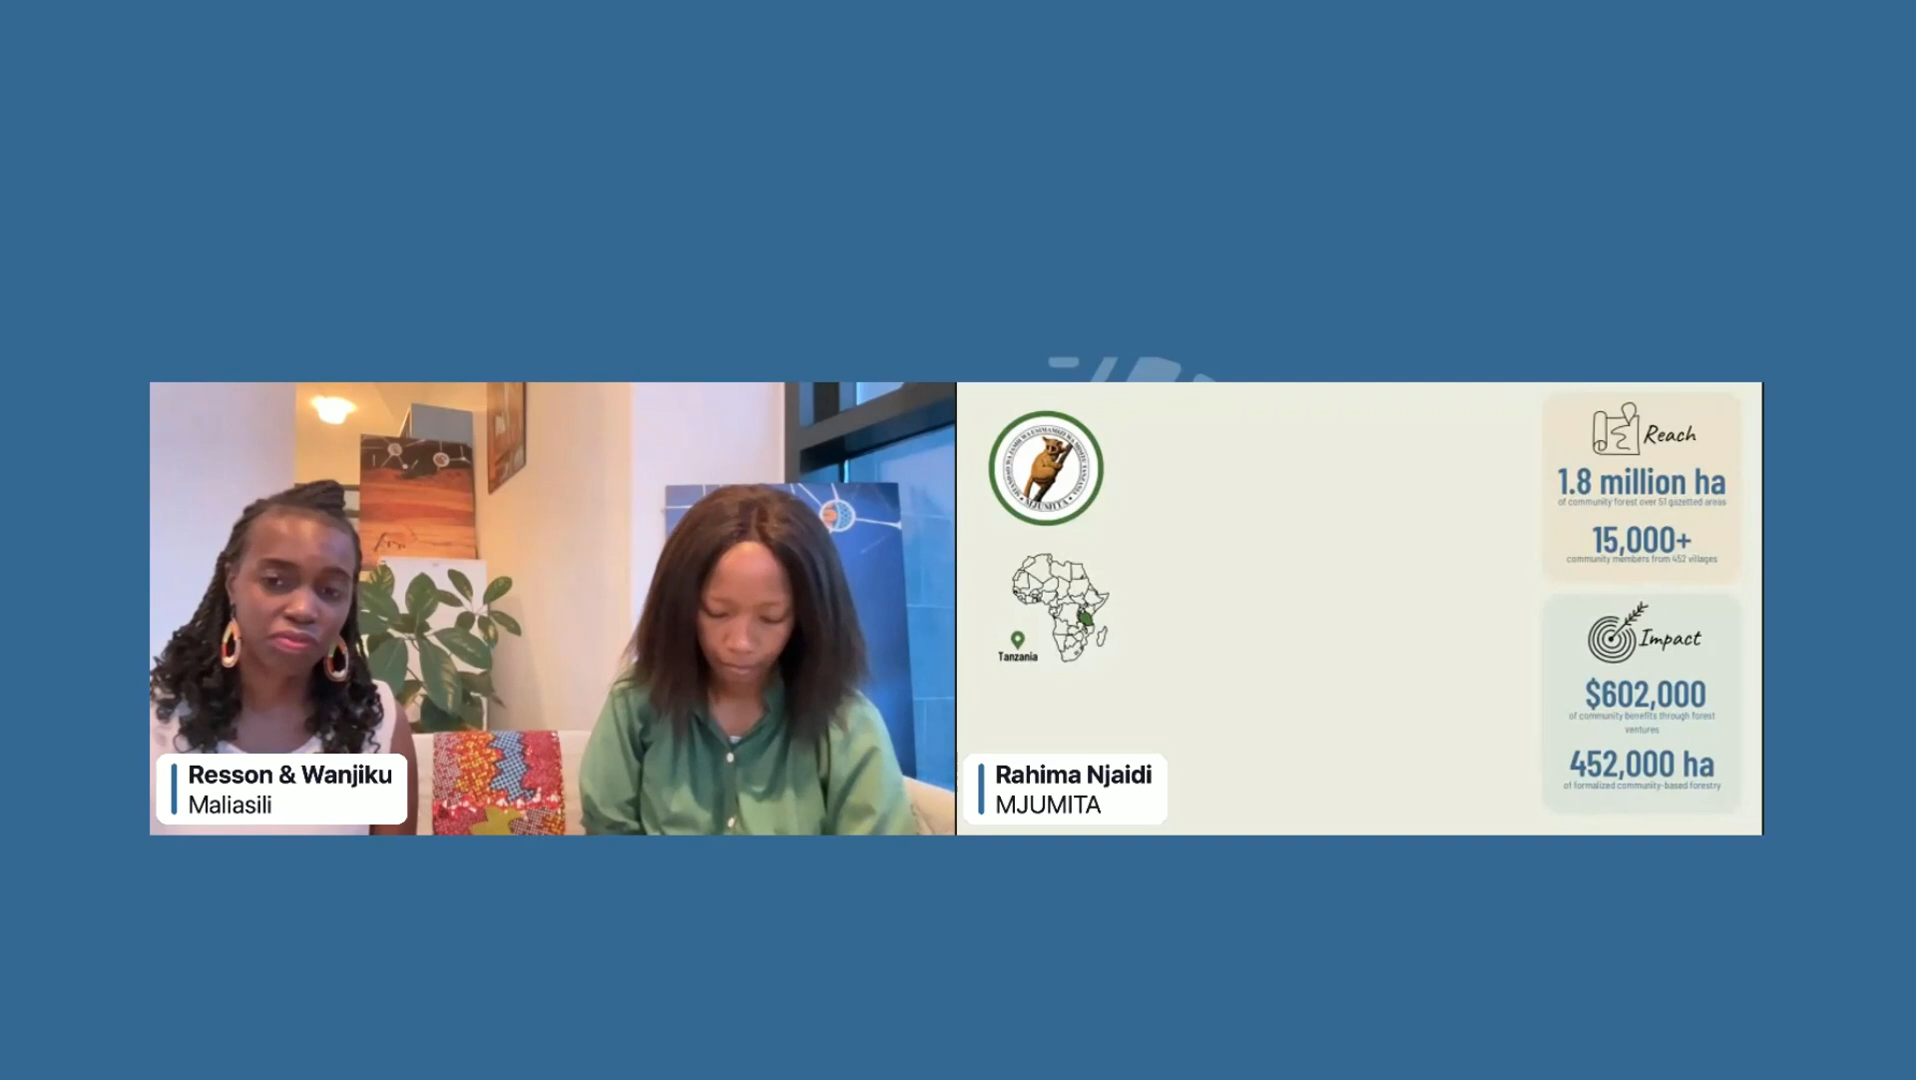 Resson & Wanjiku
Maliasili
MJUMITA
Tanzania
Rahima Njaidi
MJUMITA
Reach
1.8 million ha
of community forest over 51 gazetted areas
15,000+
community members from 452 villages
Impact
$602,000
of community benefits through forest
ventures
452,000 ha
of formalized community-based forestry